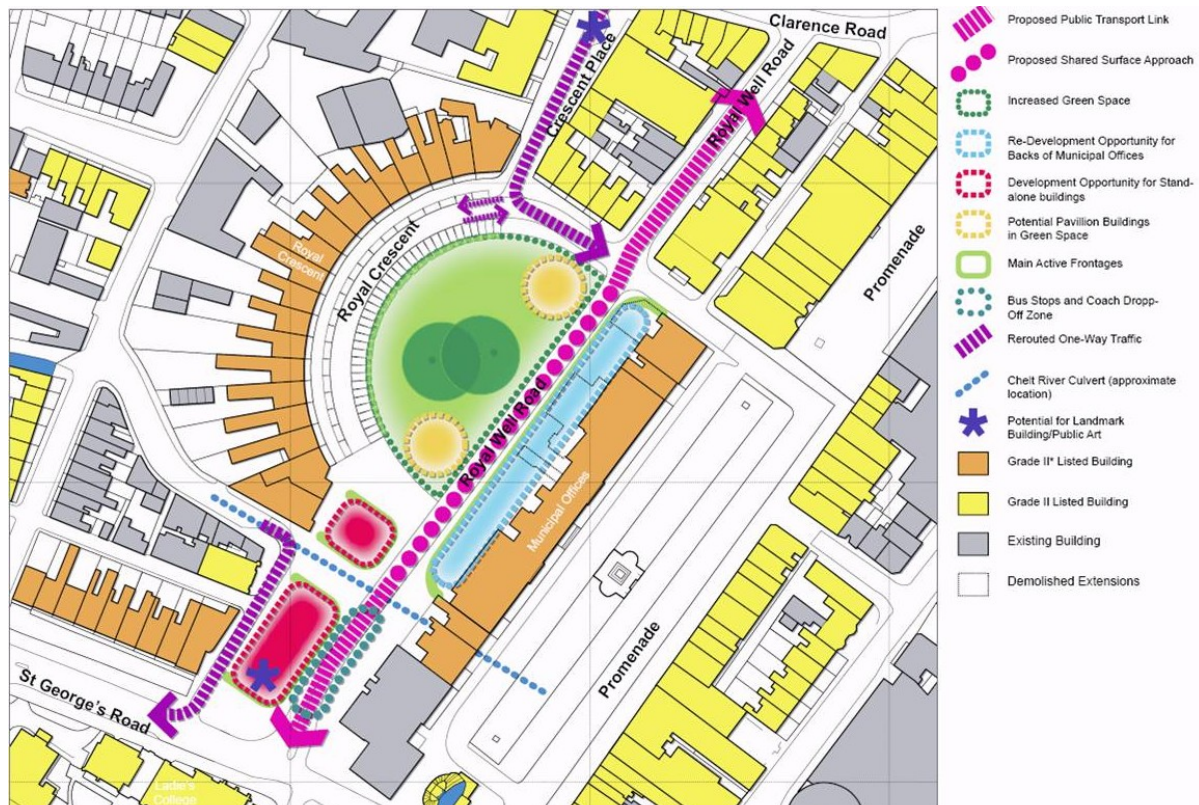 Clarence Road
Crescent Place
Royal Well Road
Royal Crescent
Royal
Crescent
Promenade
Royal Well Road
Municipal Offices
Promenade
St George's Road
Ladie's
College
Proposed Public Transport Link
Proposed Shared Surface Approach
Increased Green Space
Re-Development Opportunity for
Backs of Municipal Offices
Development Opportunity for Stand-
alone buildings
Potential Pavillion Buildings
in Green Space
Main Active Frontages
Bus Stops and Coach Dropp-
Off Zone
Rerouted One-Way Traffic
Chelt River Culvert (approximate
location)
Potential for Landmark
Building/Public Art
Grade II* Listed Building
Grade II Listed Building
Existing Building
Demolished Extensions